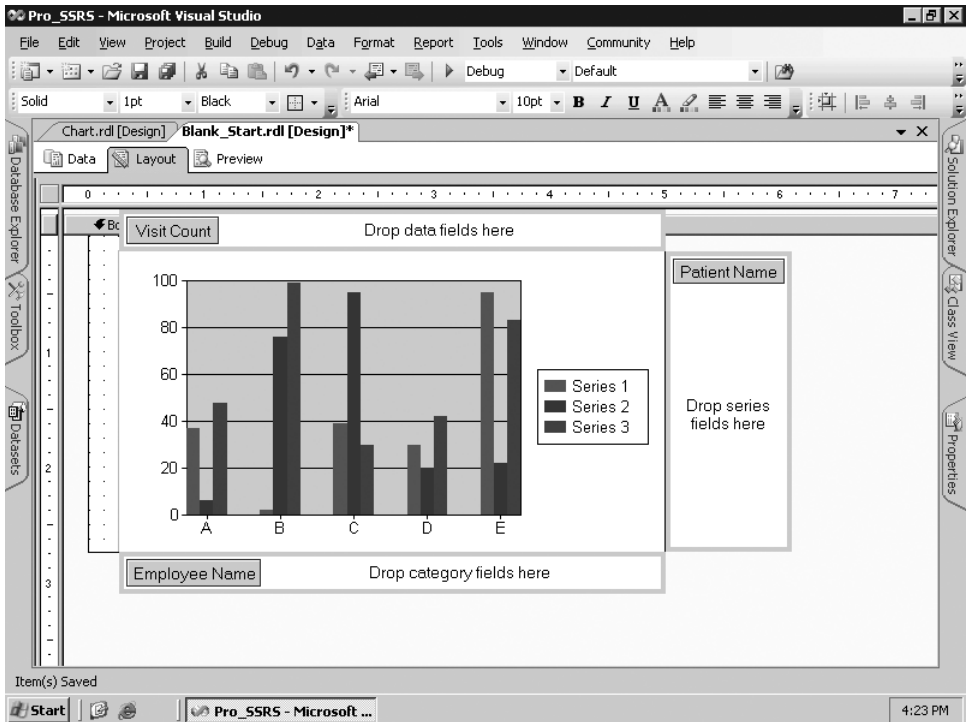 Pro_SSRS - Microsoft Visual Studio
File Edit View Project Build Debug Data Format Report Tools Window Community Help
Debug Default
Solid 1pt Black Arial 10pt B I U A
Chart.rdl [Design] Blank_Start.rdl [Design]*
Data Layout Preview
0 1 2 3 4 5 6 7
Database Explorer
Toolbox
Datasets
Solution Explorer
Class View
Properties
1
2
3
Visit Count Drop data fields here
Patient Name
Drop series
fields here
100
80
60
40
20
0
A B C D E
Series 1
Series 2
Series 3
Employee Name Drop category fields here
Item(s) Saved
Start Pro_SSRS - Microsoft ... 4:23 PM